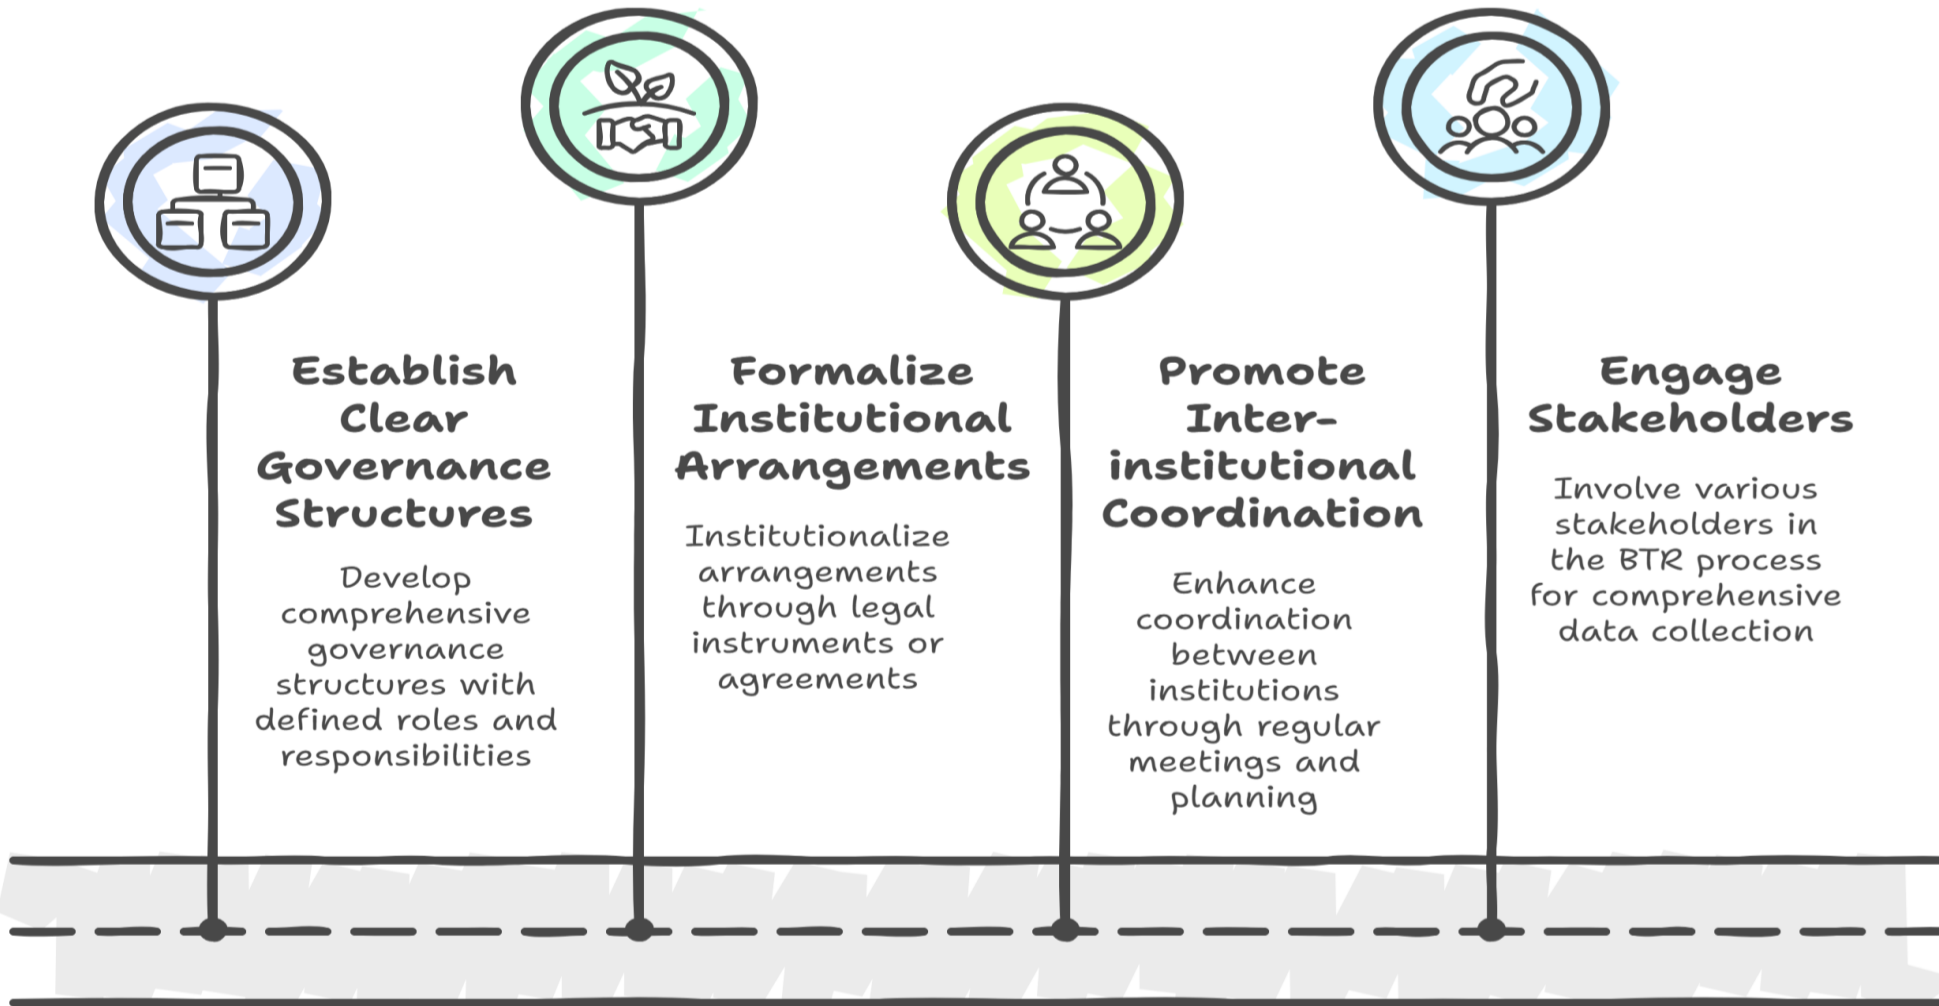 Establish
Clear
Governance
Structures
Develop
comprehensive
governance
structures with
defined roles and
responsibilities
Formalize
Institutional
Arrangements
Institutionalize
arrangements
through legal
instruments or
agreements
Promote
Inter-
institutional
Coordination
Enhance
coordination
between
institutions
through regular
meetings and
planning
Engage
Stakeholders
Involve various
stakeholders in
the BTR process
for comprehensive
data collection